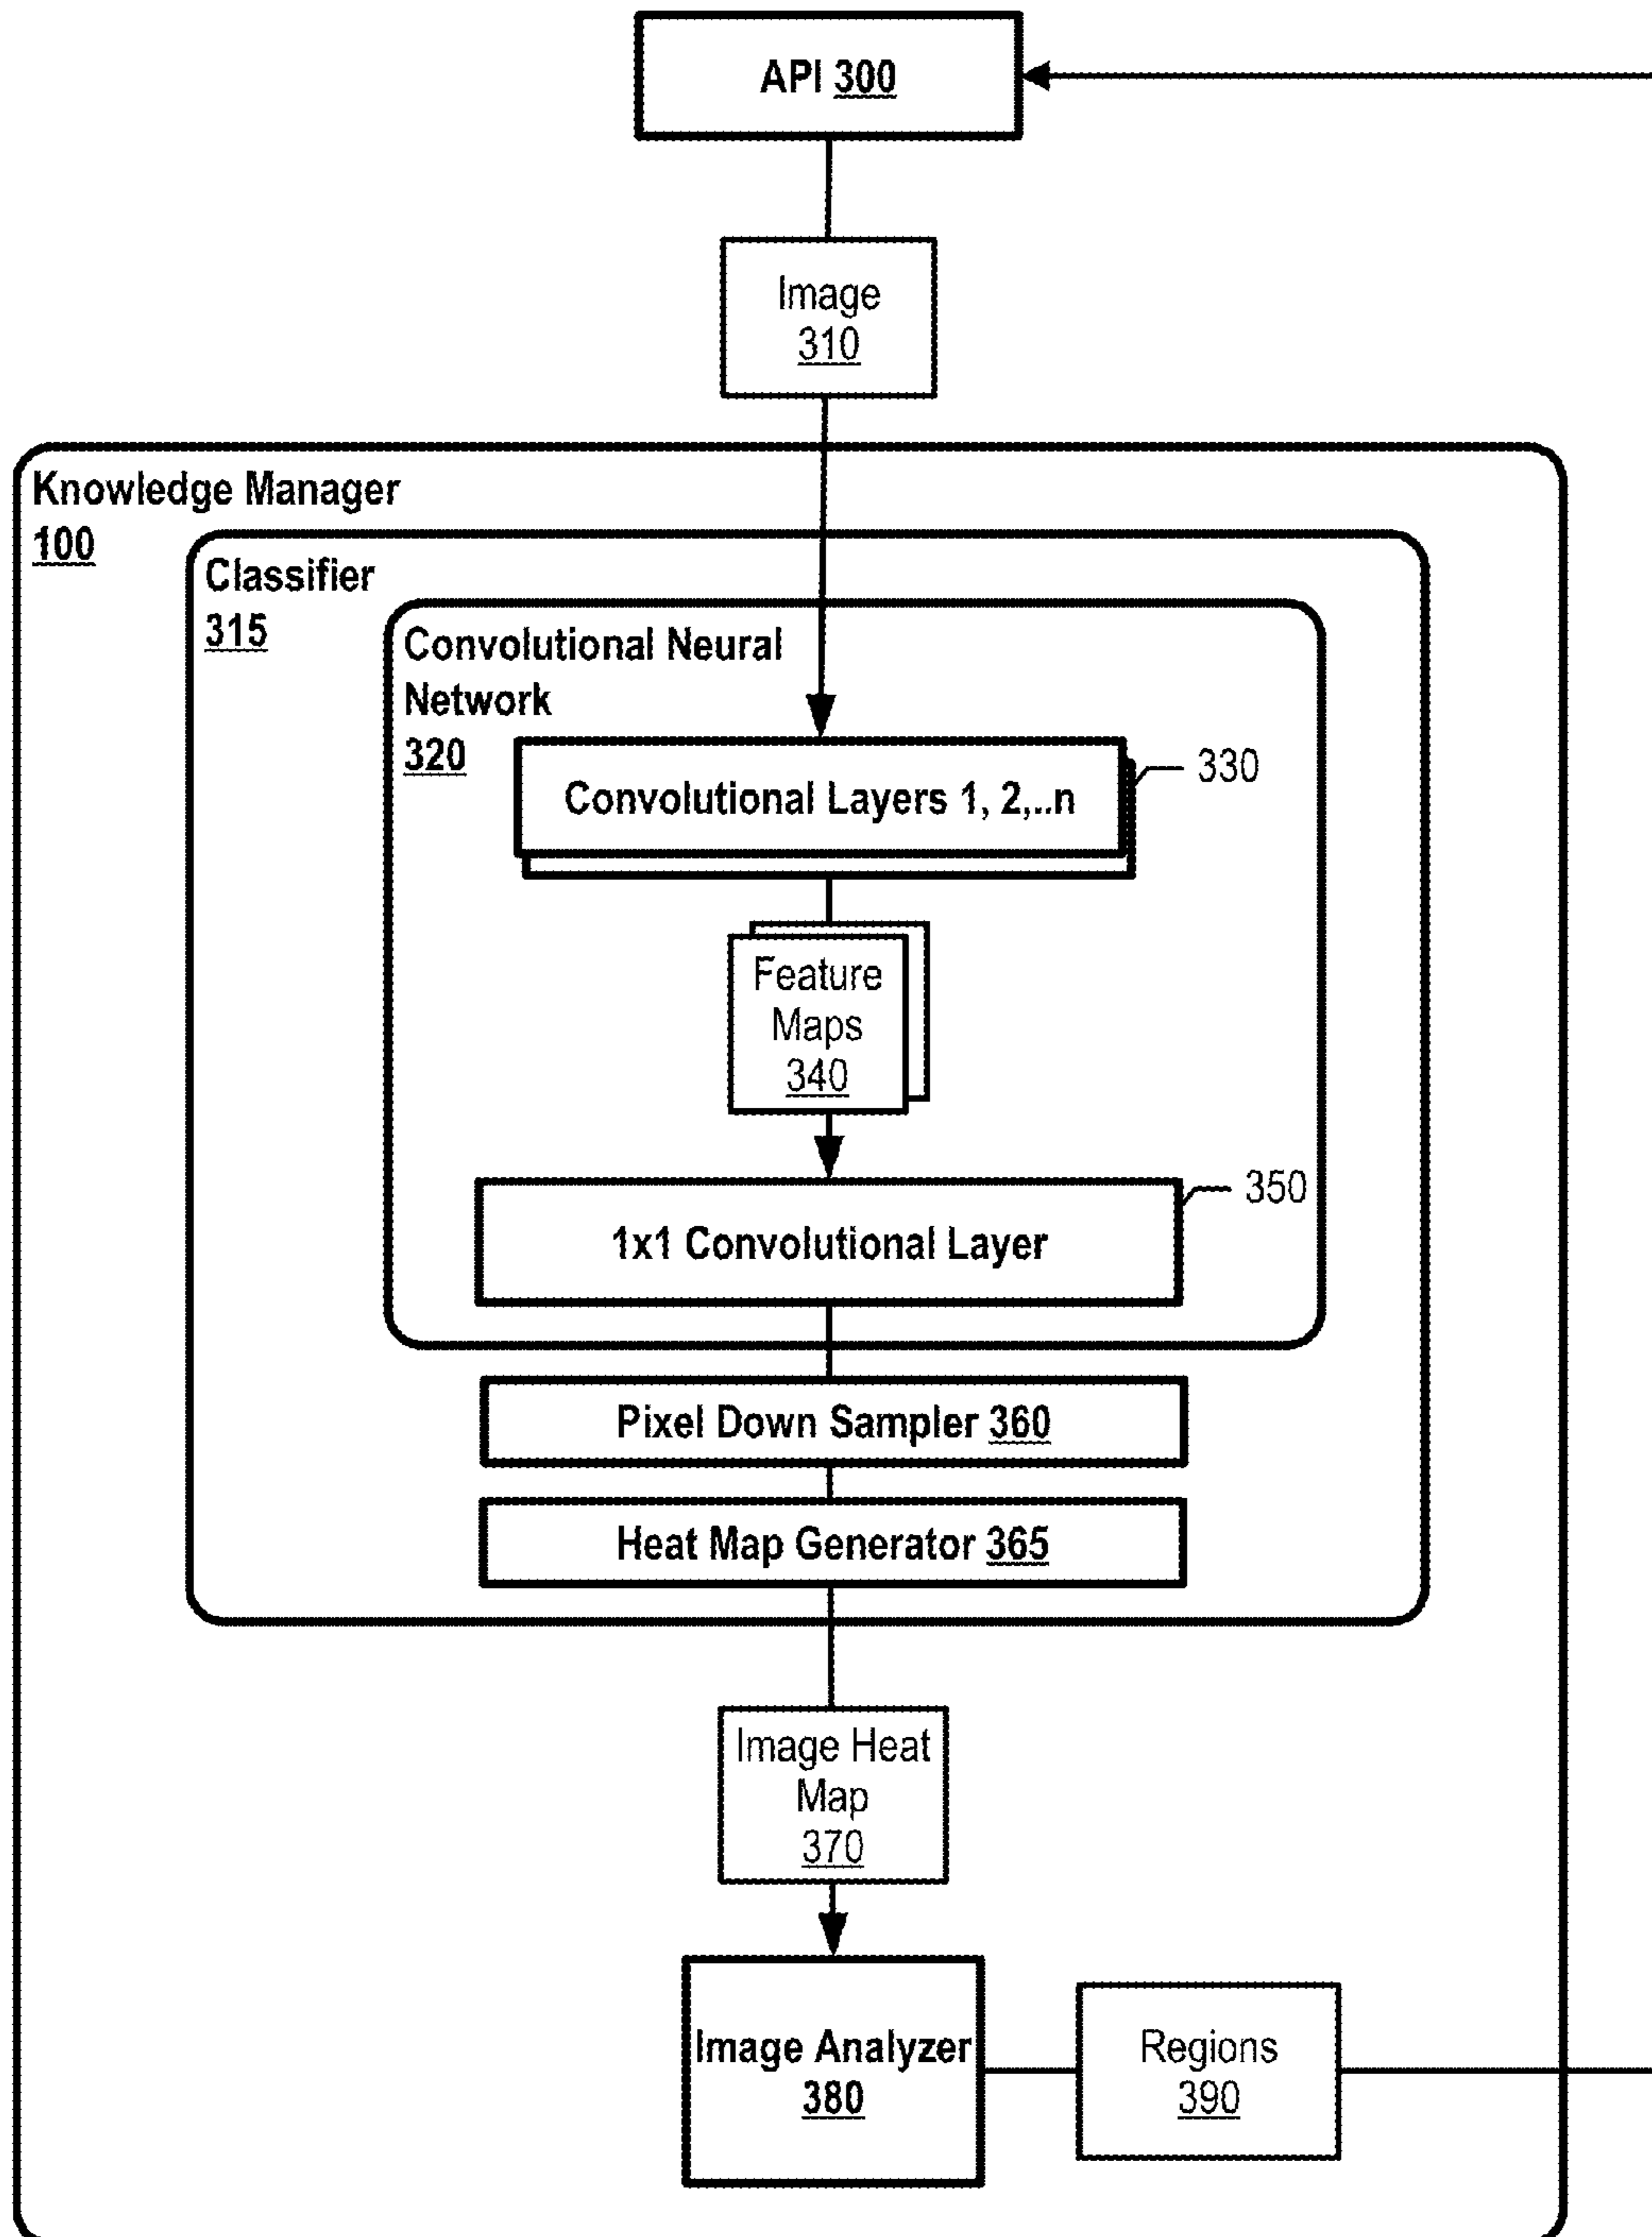 API 300
Image
310
Knowledge Manager
100
Classifier
315
Convolutional Neural
Network
320
Convolutional Layers 1, 2,..n
330
Feature
Maps
340
350
1x1 Convolutional Layer
Pixel Down Sampler 360
Heat Map Generator 365
Image Heat
Map
370
Image Analyzer
380
Regions
390